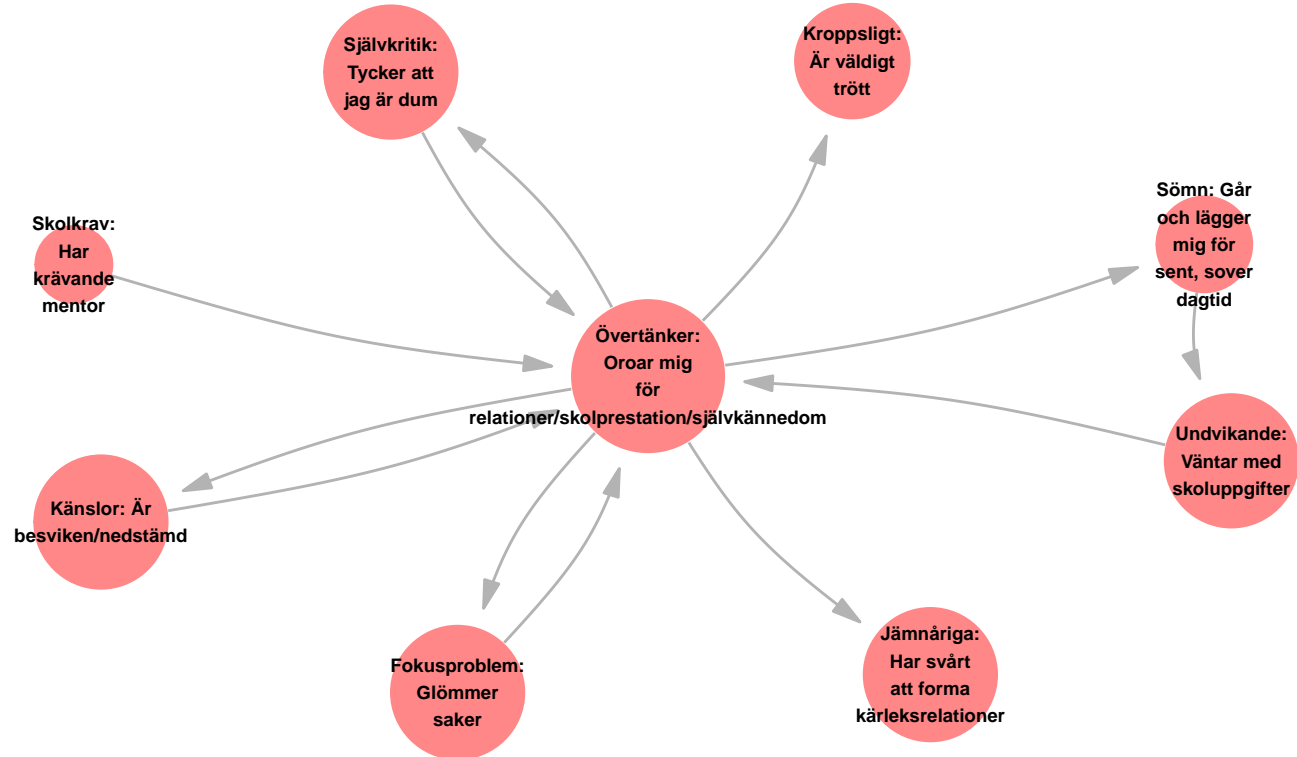 Självkritik:
Tycker att
jag är dum
Kroppsligt:
Är väldigt
trött
Sömn: Går
och lägger
mig för
sent, sover
dagtid
Skolkrav:
Har
krävande
mentor
Övertänker:
Oroar mig
för
relationer/skolprestation/självkännedom
Undvikande:
Väntar med
skoluppgifter
Känslor: Är
besviken/nedstämd
Fokusproblem:
Glömmer
saker
Jämnåriga:
Har svårt
att forma
kärleksrelationer